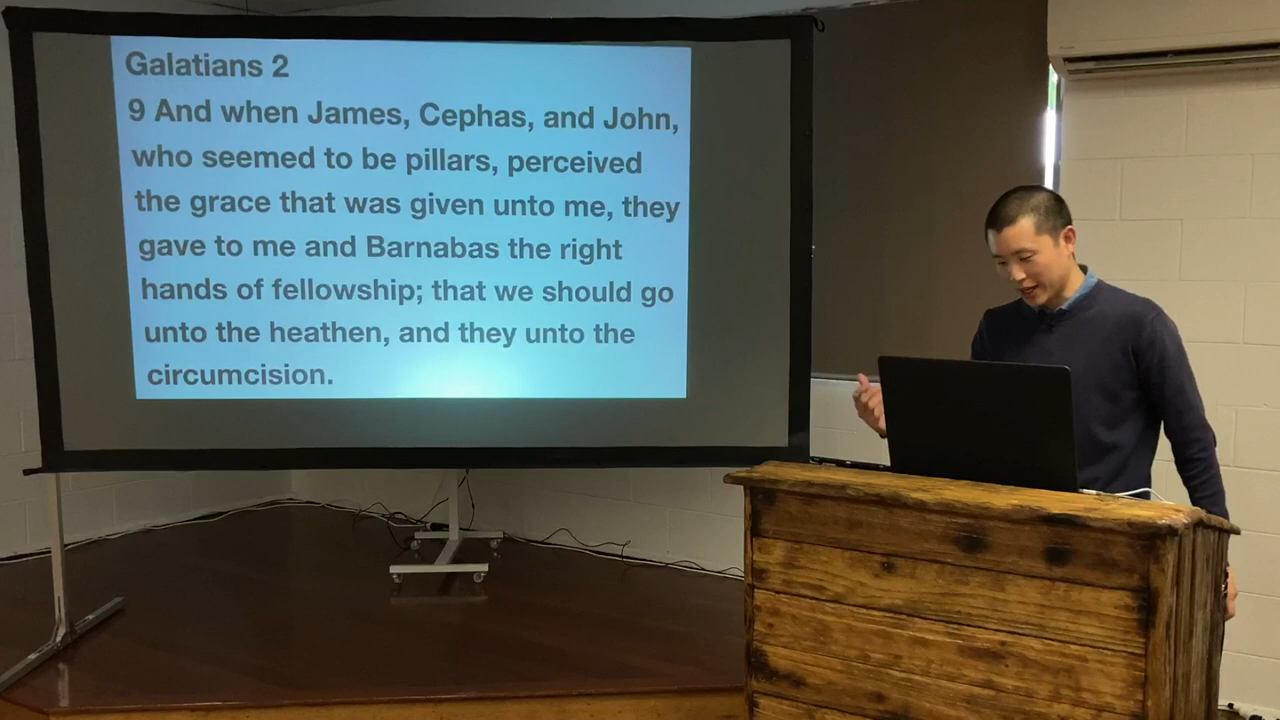 Galatians 2
9 And when James, Cephas, and John,
who seemed to be pillars, perceived
the grace that was given unto me, they
gave to me and Barnabas the right
hands of fellowship; that we should go
unto the heathen, and they unto the
circumcision.